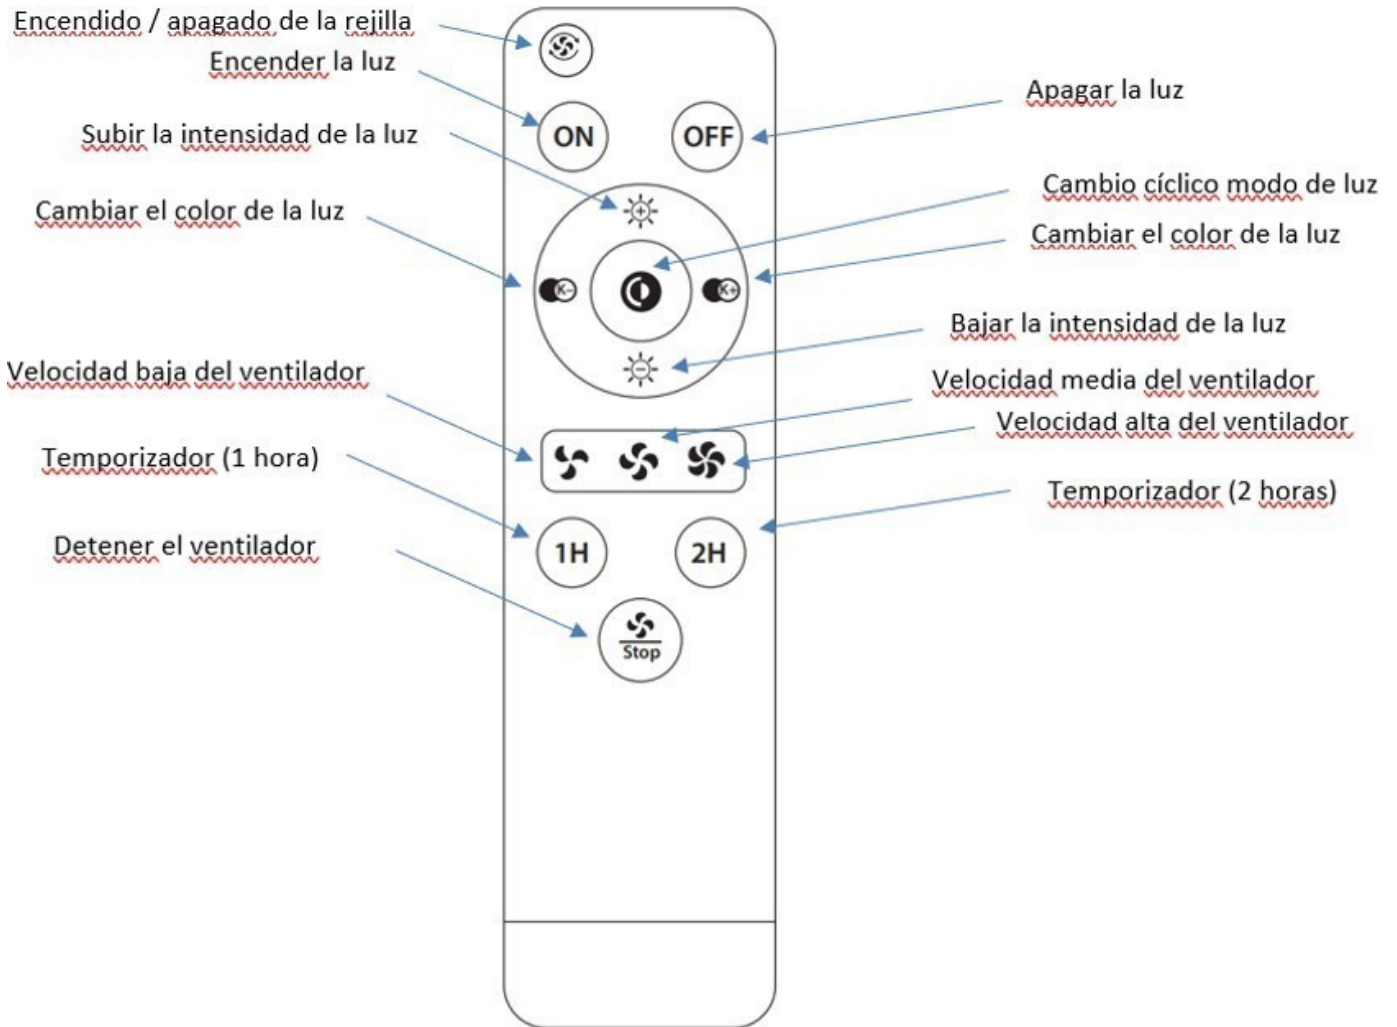 Encendido / apagado de la rejilla
Encender la luz
Apagar la luz
Subir la intensidad de la luz
ON
OFF
Cambio cíclico modo de luz
Cambiar el color de la luz
Cambiar el color de la luz
K-
K+
Bajar la intensidad de la luz
Velocidad baja del ventilador
Velocidad media del ventilador
Velocidad alta del ventilador
Temporizador (1 hora)
Temporizador (2 horas)
Detener el ventilador
1H
2H
Stop